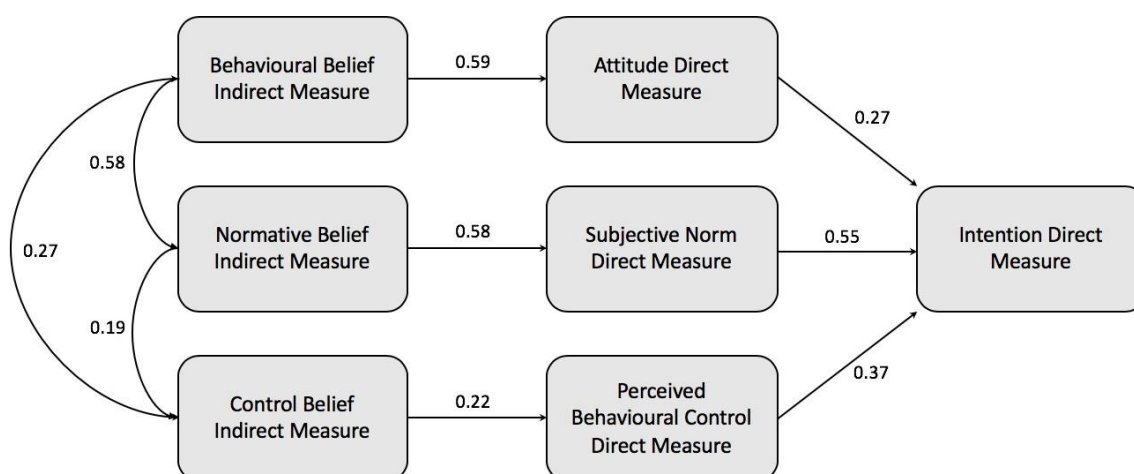 Behavioural Belief
Indirect Measure
0.59
Attitude Direct
Measure
0.27
0.58
0.27
Normative Belief
Indirect Measure
0.58
Subjective Norm
Direct Measure
0.55
Intention Direct
Measure
0.19
Control Belief
Indirect Measure
0.22
Perceived
Behavioural Control
Direct Measure
0.37